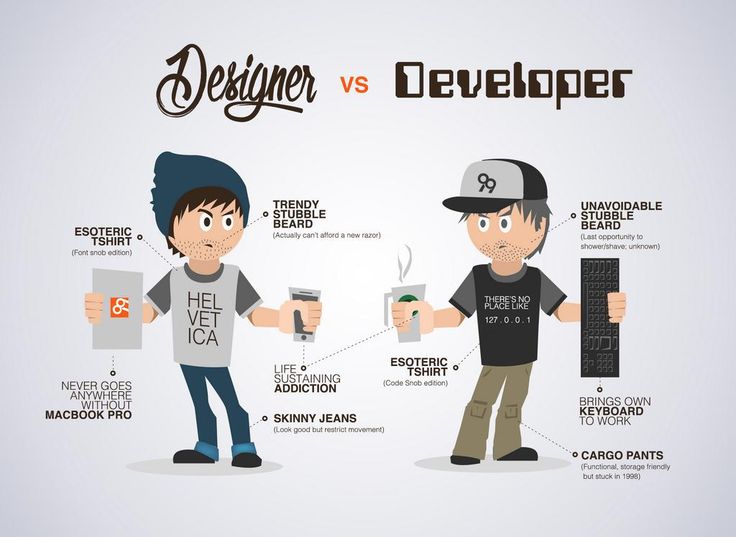 Designer vs Developer
TRENDY
STUBBLE
BEARD
(Actually can't afford a new razor)
ESOTERIC
TSHIRT
(Font snob edition)
HEL
VET
ICA
NEVER GOES
ANYWHERE
WITHOUT
MACBOOK PRO
LIFE
SUSTAINING
ADDICTION
SKINNY JEANS
(Look good but restrict movement)
99
UNAVOIDABLE
STUBBLE
BEARD
(Last opportunity to
shower/shave; unknown)
THERE'S NO
PLACE LIKE
127.0.0.1
ESOTERIC
TSHIRT
(Code Snob edition)
BRINGS OWN
KEYBOARD
TO WORK
CARGO PANTS
(Functional, storage friendly
but stuck in 1998)